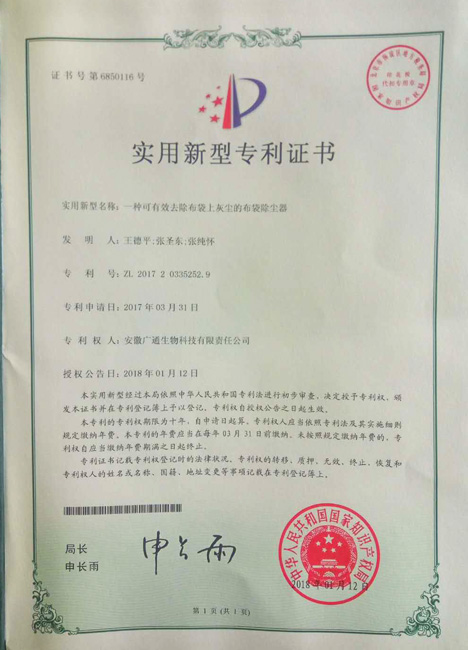 证书号第6850116号
实用新型专利证书
实用新型名称：一种可有效去除布袋上灰尘的布袋除尘器
发 明 人：王德平;张圣东;张纯怀
专 利 号：ZL 2017 2 0335252.9
专利申请日：2017年03月31日
专 利 权 人：安徽广通生物科技有限责任公司
授权公告日：2018年01月12日
本实用新型经过本局依照中华人民共和国专利法进行初步审查，决定授予专利权，颁
发本证书并在专利登记簿上予以登记。专利权自授权公告之日起生效。
本专利的专利权期限为十年，自申请日起算。专利权人应当依照专利法及其实施细则
规定缴纳年费。本专利的年费应当在每年03月31日前缴纳。未按照规定缴纳年费的，专
利权自应当缴纳年费期满之日起终止。
专利证书记载专利权登记时的法律状况。专利权的转移、质押、无效、终止、恢复和
专利权人的姓名或名称、国籍、地址变更等事项记载在专利登记簿上。
局长
申长雨
申长雨
中华人民共和国国家知识产权局
2018年01月12日
第1页(共1页)